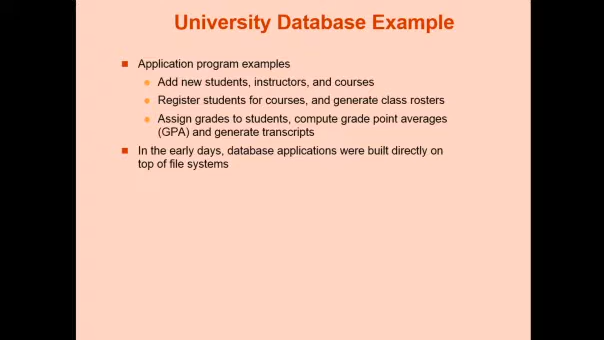 University Database Example
Application program examples
Add new students, instructors, and courses
Register students for courses, and generate class rosters
Assign grades to students, compute grade point averages
(GPA) and generate transcripts
In the early days, database applications were built directly on
top of file systems